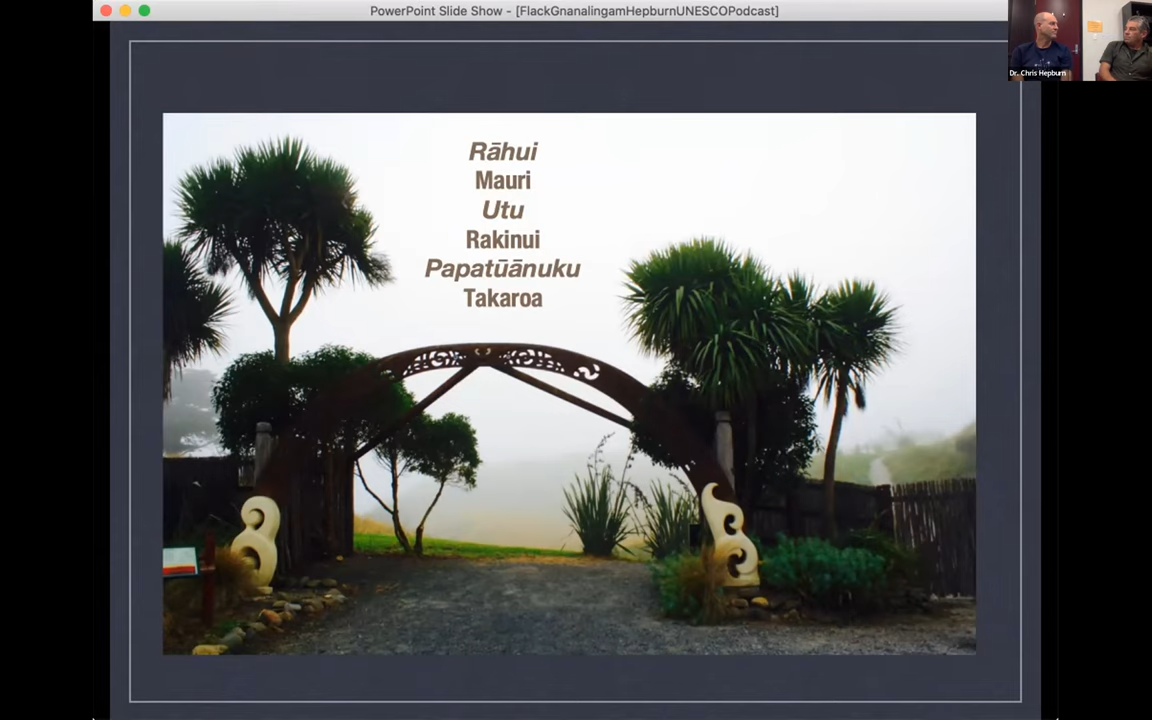 PowerPoint Slide Show - [FlackGnanalingamHepburnUNESCOPodcast]
Dr. Chris Hepburn
Rāhui
Mauri
Utu
Rakinui
Papatūānuku
Takaroa